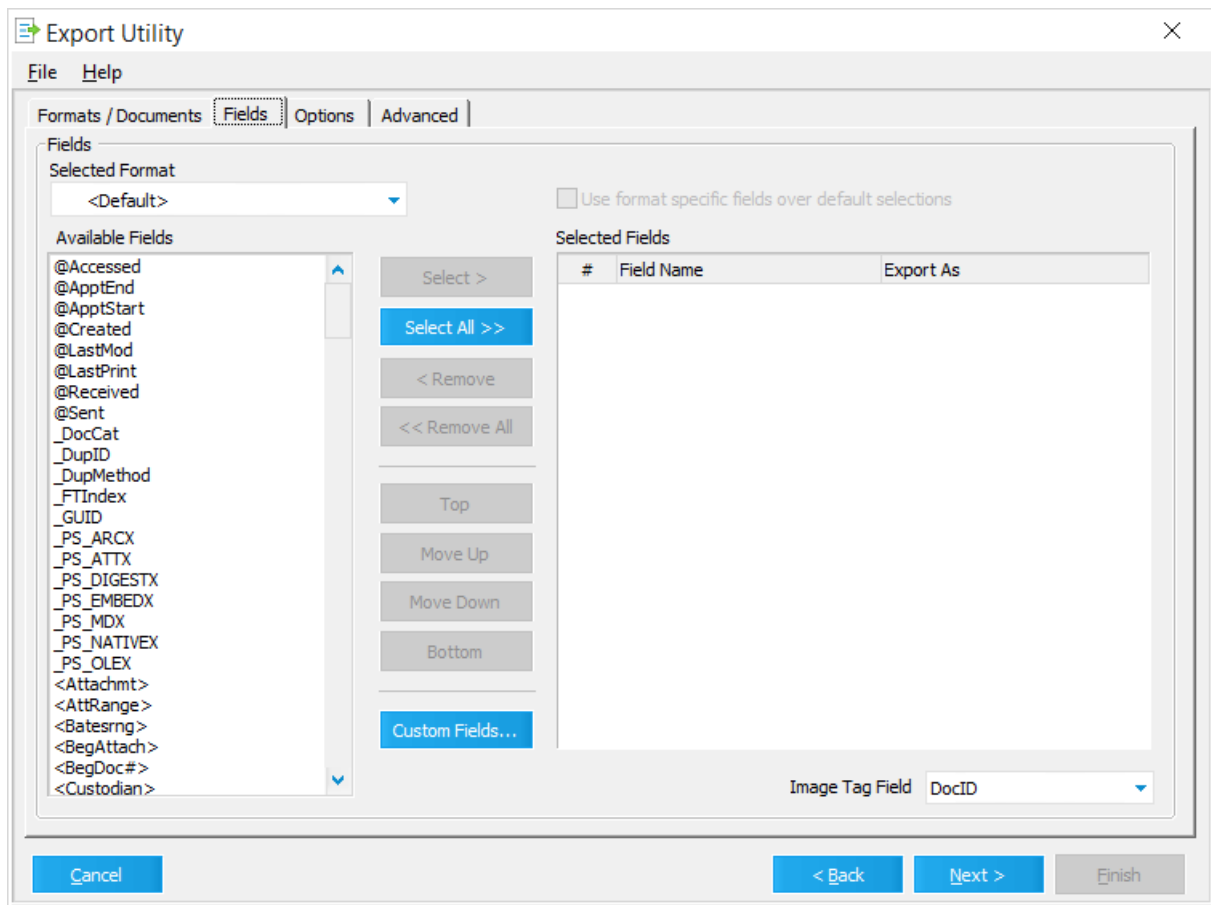 Export Utility
File Help
Formats / Documents Fields Options Advanced
Fields
Selected Format
<Default>
Use format specific fields over default selections
Available Fields
Selected Fields
@Accessed
@ApptEnd
@ApptStart
@Created
@LastMod
@LastPrint
@Received
@Sent
_DocCat
_DupID
_DupMethod
_FTIndex
_GUID
_PS_ARCX
_PS_ATTX
_PS_DIGESTX
_PS_EMBEDX
_PS_MDX
_PS_NATIVEX
_PS_OLEX
<Attachmt>
<AttRange>
<Batesrng>
<BegAttach>
<BegDoc#>
<Custodian>
Select >
Select All >>
< Remove
<< Remove All
Top
Move Up
Move Down
Bottom
Custom Fields...
# Field Name Export As
Image Tag Field DocID
Cancel < Back Next > Finish